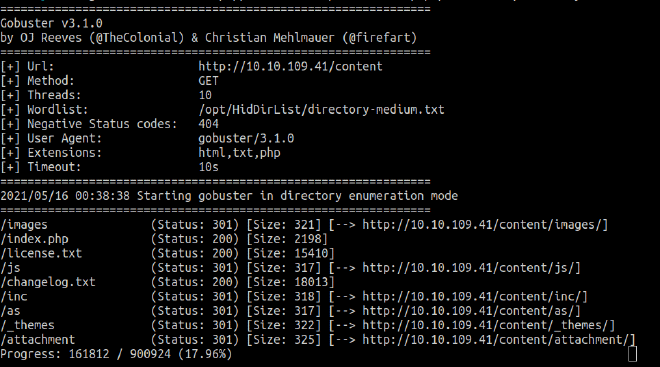 ===============================================================
Gobuster v3.1.0
by OJ Reeves (@TheColonial) & Christian Mehlmauer (@firefart)
===============================================================
[+] Url:                     http://10.10.109.41/content
[+] Method:                  GET
[+] Threads:                 10
[+] Wordlist:                /opt/HidDirList/directory-medium.txt
[+] Negative Status codes:   404
[+] User Agent:              gobuster/3.1.0
[+] Extensions:              html,txt,php
[+] Timeout:                 10s
===============================================================
2021/05/16 00:38:38 Starting gobuster in directory enumeration mode
===============================================================
/images               (Status: 301) [Size: 321] [--> http://10.10.109.41/content/images/]
/index.php            (Status: 200) [Size: 2198]
/license.txt          (Status: 200) [Size: 15410]
/js                   (Status: 301) [Size: 317] [--> http://10.10.109.41/content/js/]
/changelog.txt        (Status: 200) [Size: 18013]
/inc                  (Status: 301) [Size: 318] [--> http://10.10.109.41/content/inc/]
/as                   (Status: 301) [Size: 317] [--> http://10.10.109.41/content/as/]
/_themes              (Status: 301) [Size: 322] [--> http://10.10.109.41/content/_themes/]
/attachment           (Status: 301) [Size: 325] [--> http://10.10.109.41/content/attachment/]
Progress: 161812 / 900924 (17.96%)